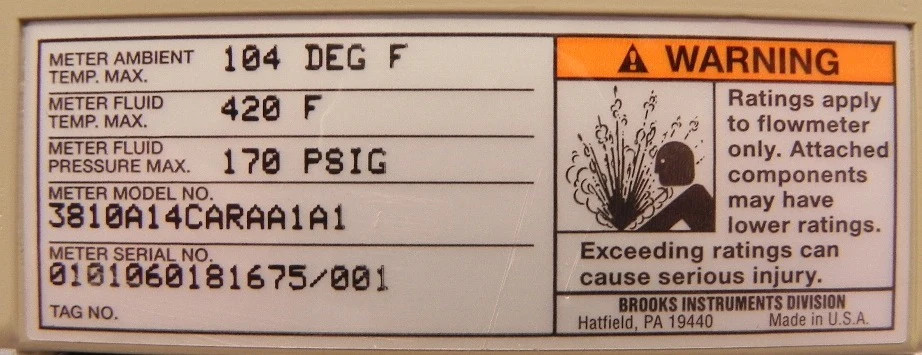 METER AMBIENT
TEMP. MAX. 104 DEG F
METER FLUID
TEMP. MAX. 420 F
METER FLUID
PRESSURE MAX. 170 PSIG
METER MODEL NO.
3810A14CARAA1A1
METER SERIAL NO.
0101060181675/001
TAG NO.
WARNING
Ratings apply
to flowmeter
only. Attached
components
may have
lower ratings.
Exceeding ratings can
cause serious injury.
BROOKS INSTRUMENTS DIVISION
Hatfield, PA 19440 Made in U.S.A.